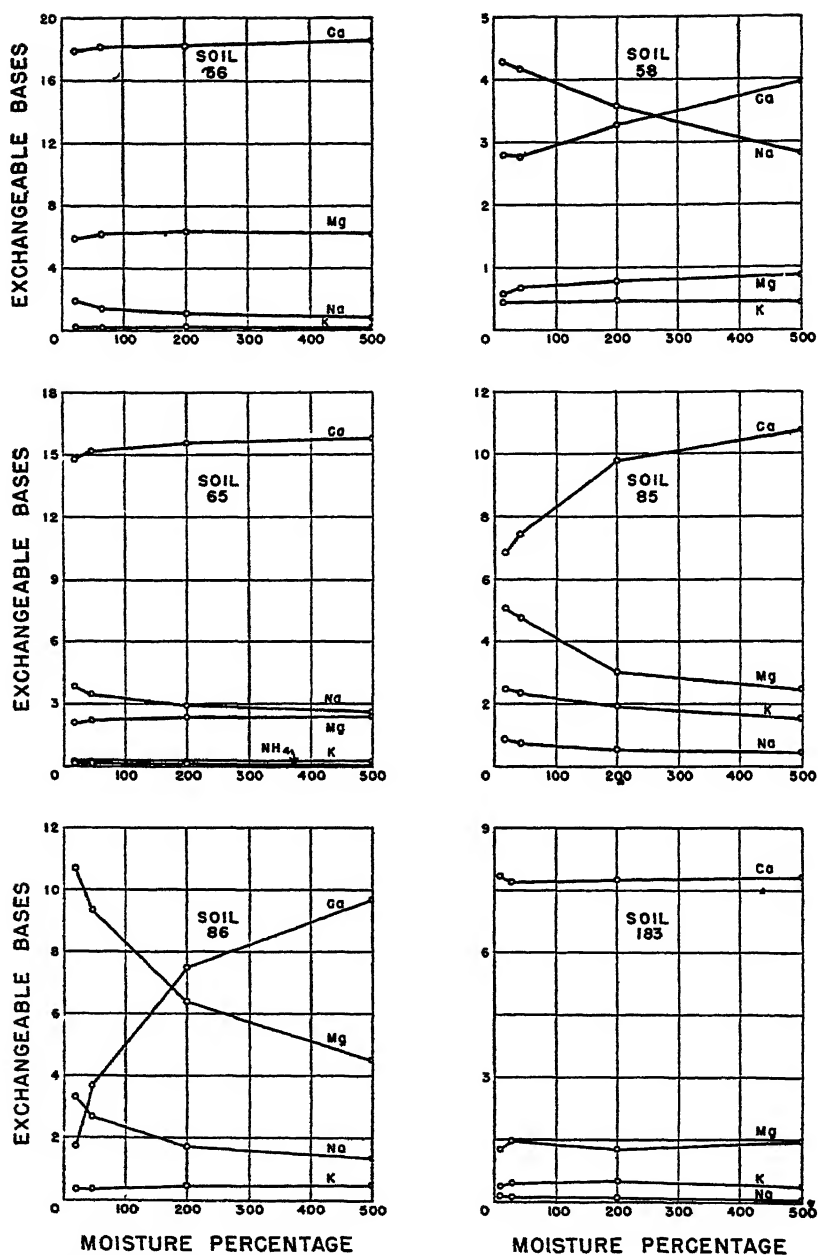 EXCHANGEABLE BASES
20
16
12
8
4
0
100
200
300
400
500
SOIL
56
Ca
Mg
Na
K
5
4
3
2
1
0
100
200
300
400
500
SOIL
58
Ca
Na
Mg
K
EXCHANGEABLE BASES
18
15
12
9
6
3
0
100
200
300
400
500
SOIL
65
Ca
Na
Mg
NH4
K
12
10
8
6
4
2
0
100
200
300
400
500
SOIL
85
Ca
Mg
K
Na
EXCHANGEABLE BASES
12
10
8
6
4
2
0
100
200
300
400
500
SOIL
86
Ca
Mg
Na
K
MOISTURE PERCENTAGE
9
6
3
0
100
200
300
400
500
SOIL
183
Ca
Mg
K
Na
MOISTURE PERCENTAGE